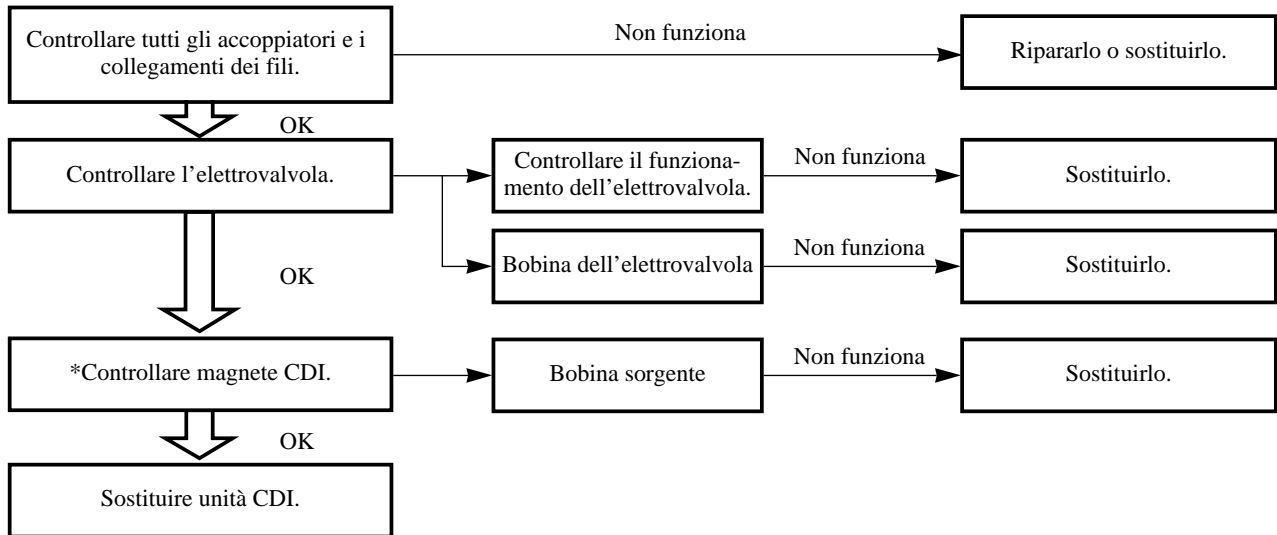 Controllare tutti gli accoppiatori e i
collegamenti dei fili.
Non funziona
Ripararlo o sostituirlo.
OK
Controllare l'elettrovalvola.
Controllare il funziona-
mento dell'elettrovalvola.
Non funziona
Sostituirlo.
Bobina dell'elettrovalvola
Non funziona
Sostituirlo.
OK
*Controllare magnete CDI.
Bobina sorgente
Non funziona
Sostituirlo.
OK
Sostituire unità CDI.